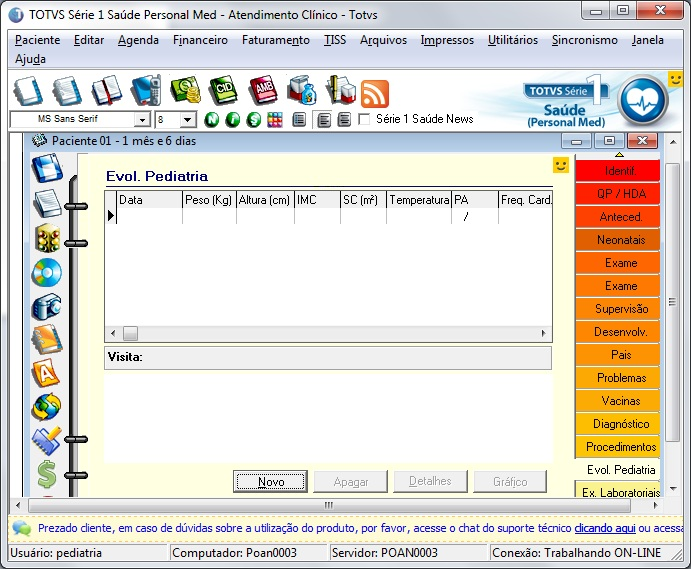 TOTVS Série 1 Saúde Personal Med - Atendimento Clínico - Totvs
Paciente Editar Agenda Financeiro Faturamento TISS Arquivos Impressos Utilitários Sincronismo Janela
Ajuda
CID
AMB
TOTVS Série 1
Saúde
(Personal Med)
MS Sans Serif 8 N I S Série 1 Saúde News
Paciente 01 - 1 mês e 6 dias
Evol. Pediatria
Data Peso (Kg) Altura (cm) IMC SC (m²) Temperatura PA Freq. Card.
/
Visita:
Novo Apagar Detalhes Gráfico
Identif.
QP / HDA
Anteced.
Neonatais
Exame
Exame
Supervisão
Desenvolv.
Pais
Problemas
Vacinas
Diagnóstico
Procedimentos
Evol. Pediatria
Ex. Laboratoriais
Prezado cliente, em caso de dúvidas sobre a utilização do produto, por favor, acesse o chat do suporte técnico clicando aqui ou acessa
Usuário: pediatria Computador: Poan0003 Servidor: POAN0003 Conexão: Trabalhando ON-LINE